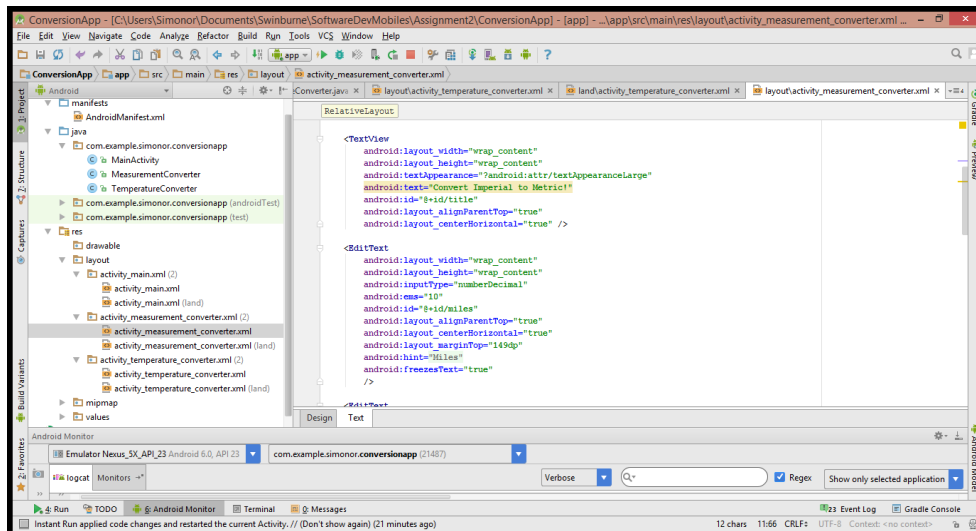 ConversionApp - [C:\Users\Simonor\Documents\Swinburne\SoftwareDevMobiles\Assignment2\ConversionApp] - [app] - ...\app\src\main\res\layout\activity_measurement_converter.xml ...
File Edit View Navigate Code Analyze Refactor Build Run Tools VCS Window Help
app
ConversionApp app src main res layout activity_measurement_converter.xml
1: Project
Android
Converter.java × layout\activity_temperature_converter.xml × land\activity_temperature_converter.xml × layout\activity_measurement_converter.xml ×
Gradle
manifests
AndroidManifest.xml
java
com.example.simonor.conversionapp
MainActivity
MeasurementConverter
TemperatureConverter
com.example.simonor.conversionapp (androidTest)
com.example.simonor.conversionapp (test)
res
drawable
layout
activity_main.xml (2)
activity_main.xml
activity_main.xml (land)
activity_measurement_converter.xml (2)
activity_measurement_converter.xml
activity_measurement_converter.xml (land)
activity_temperature_converter.xml (2)
activity_temperature_converter.xml
activity_temperature_converter.xml (land)
mipmap
values
Z: Structure
Captures
Build Variants
2: Favorites
RelativeLayout
<TextView
android:layout_width="wrap_content"
android:layout_height="wrap_content"
android:textAppearance="?android:attr/textAppearanceLarge"
android:text="Convert Imperial to Metric!"
android:id="@+id/title"
android:layout_alignParentTop="true"
android:layout_centerHorizontal="true" />
<EditText
android:layout_width="wrap_content"
android:layout_height="wrap_content"
android:inputType="numberDecimal"
android:ems="10"
android:id="@+id/miles"
android:layout_alignParentTop="true"
android:layout_centerHorizontal="true"
android:layout_marginTop="149dp"
android:hint="Miles"
android:freezesText="true"
/>
<EditText
Preview
Android Model
Design Text
Android Monitor
Emulator Nexus_5X_API_23 Android 6.0, API 23 com.example.simonor.conversionapp (21487)
logcat Monitors Verbose Regex Show only selected application
4: Run TODO 6: Android Monitor Terminal 0: Messages 23 Event Log Gradle Console
Instant Run applied code changes and restarted the current Activity. // (Don't show again) (21 minutes ago) 12 chars 11:66 CRLF UTF-8 Context: <no context>